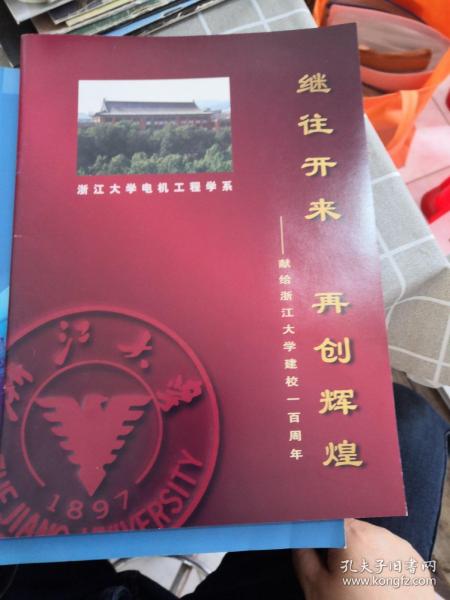 继往开来 再创辉煌
——献给浙江大学建校一百周年
浙江大学电机工程学系
浙江大学
1897
ZHEJIANG UNIVERSITY
孔夫子旧书网
www.kongfz.com